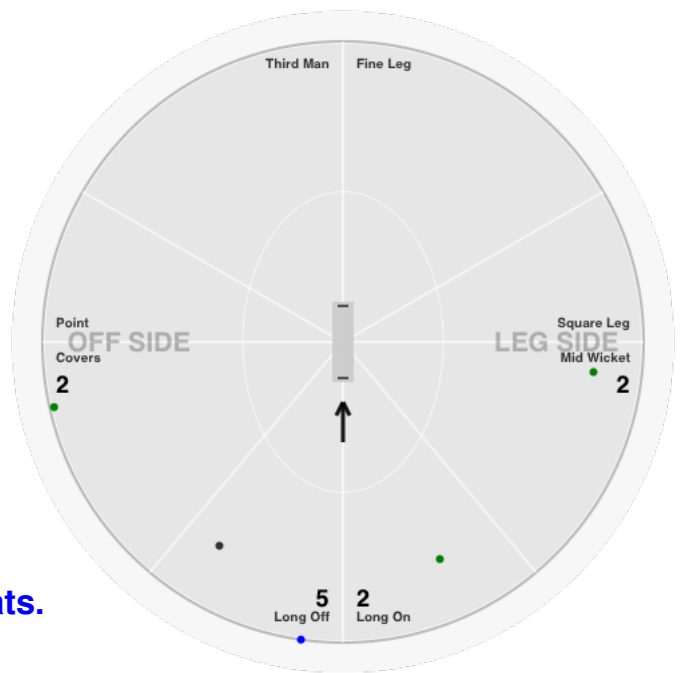 Third Man Fine Leg
Point
OFF SIDE
Covers
2
Square Leg
LEG SIDE
Mid Wicket
2
5 2
Long Off Long On